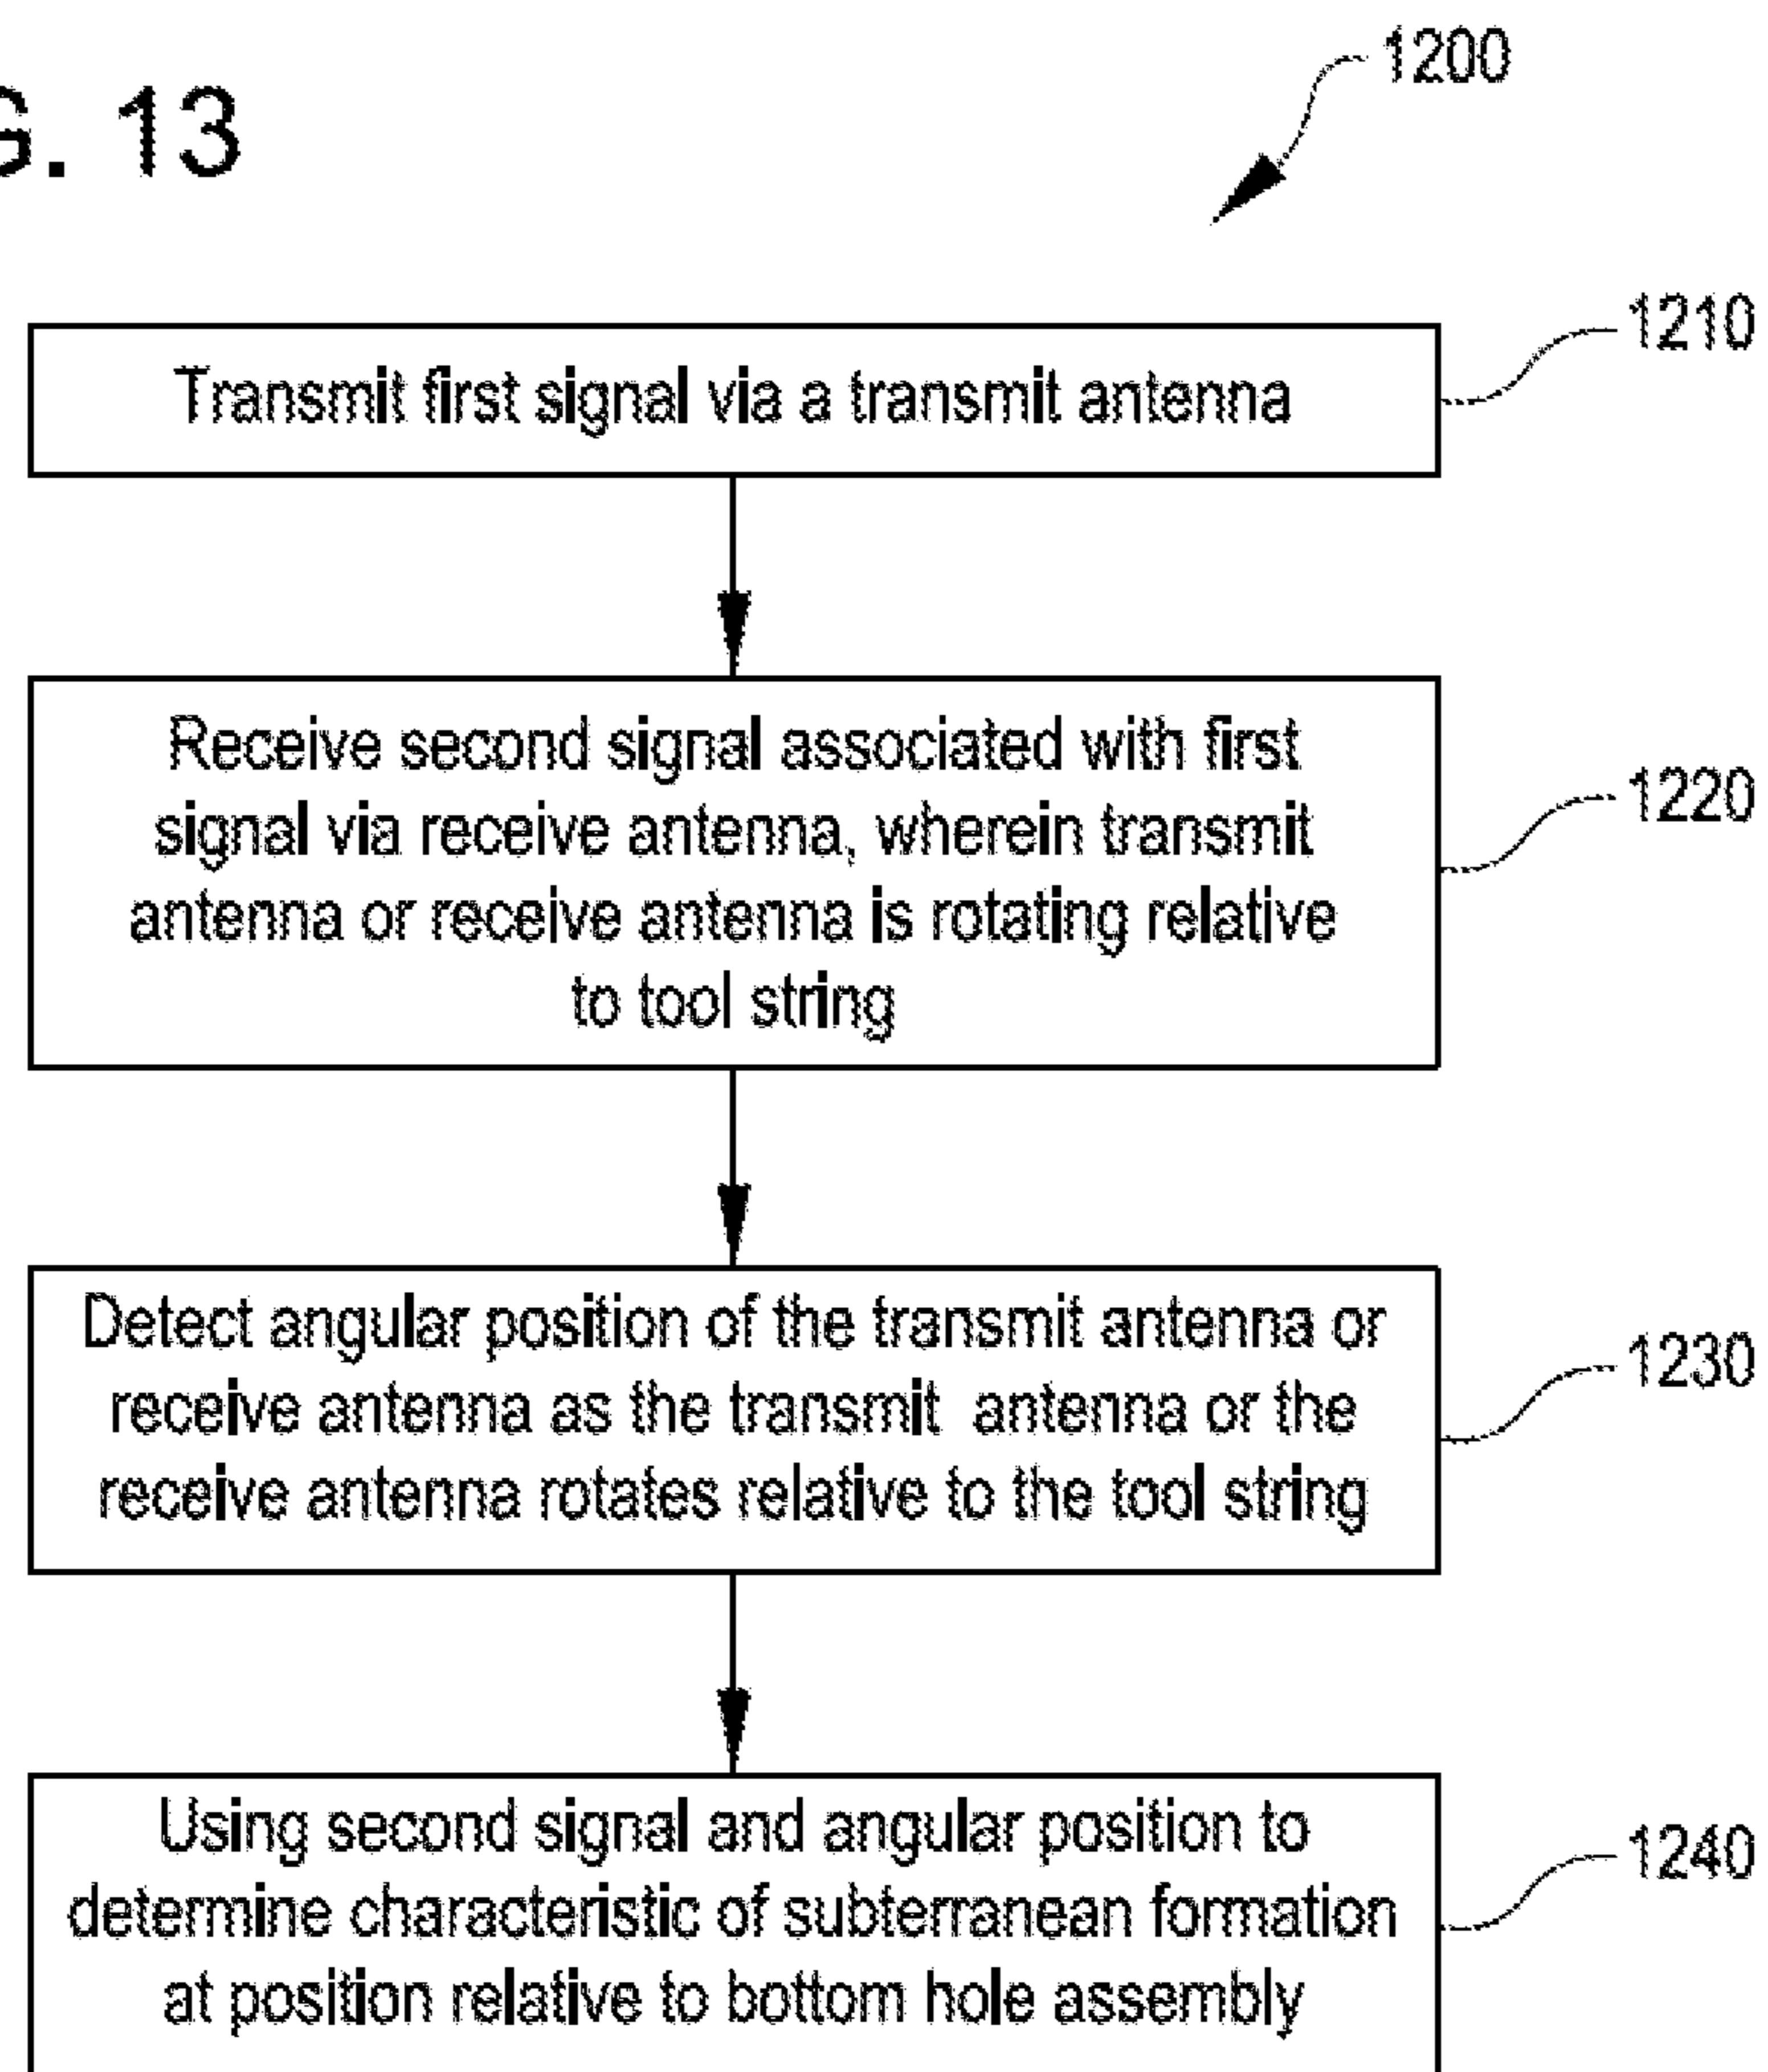 G. 13
1200
Transmit first signal via a transmit antenna
1210
Receive second signal associated with first
signal via receive antenna, wherein transmit
antenna or receive antenna is rotating relative
to tool string
1220
Detect angular position of the transmit antenna or
receive antenna as the transmit antenna or the
receive antenna rotates relative to the tool string
1230
Using second signal and angular position to
determine characteristic of subterranean formation
at position relative to bottom hole assembly
1240